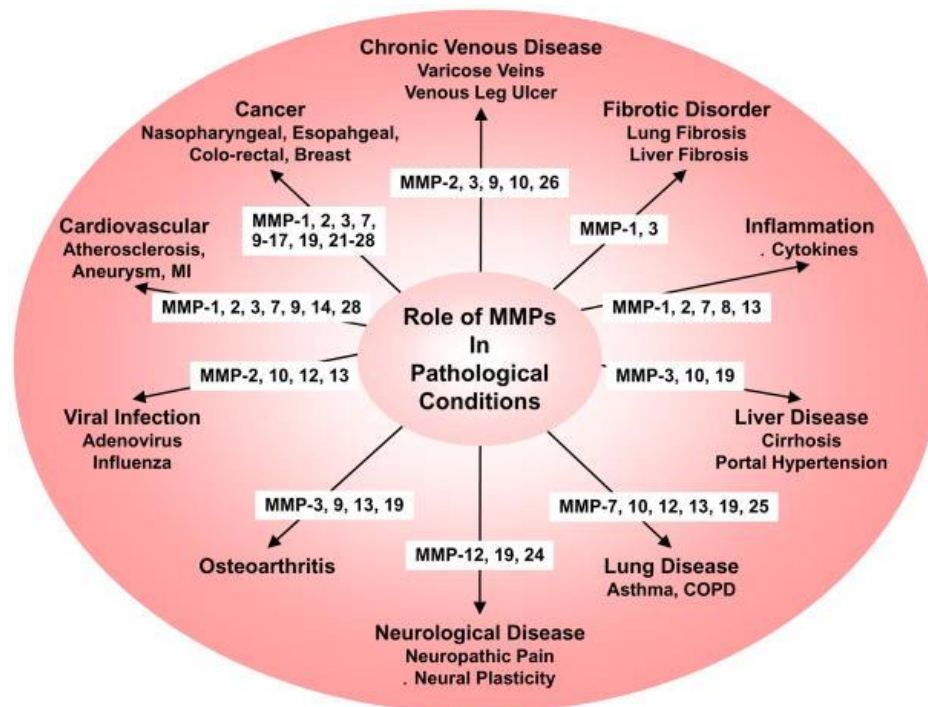 Chronic Venous Disease
Varicose Veins
Venous Leg Ulcer
Cancer
Nasopharyngeal, Esopahgeal,
Colo-rectal, Breast
Fibrotic Disorder
Lung Fibrosis
Liver Fibrosis
MMP-2, 3, 9, 10, 26
MMP-1, 2, 3, 7,
9-17, 19, 21-28
MMP-1, 3
Cardiovascular
Atherosclerosis,
Aneurysm, MI
Inflammation
. Cytokines
MMP-1, 2, 3, 7, 9, 14, 28
MMP-1, 2, 7, 8, 13
Role of MMPs
In
Pathological
Conditions
MMP-2, 10, 12, 13
MMP-3, 10, 19
Viral Infection
Adenovirus
Influenza
Liver Disease
Cirrhosis
Portal Hypertension
MMP-3, 9, 13, 19
MMP-7, 10, 12, 13, 19, 25
MMP-12, 19, 24
Osteoarthritis
Lung Disease
Asthma, COPD
Neurological Disease
Neuropathic Pain
. Neural Plasticity